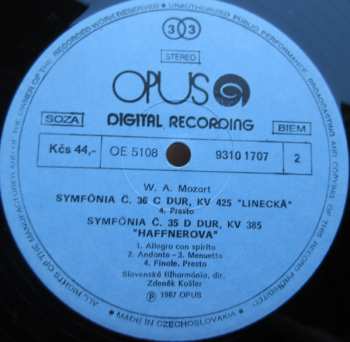 33
STEREO
OPUS
DIGITAL RECORDING
SOZA
BIEM
Kčs 44,- OE 5108 9310 1707 2
W. A. Mozart
SYMFÓNIA Č. 36 C DUR, KV 425 "LINECKÁ"
4. Presto
SYMFÓNIA Č. 35 D DUR, KV 385
"HAFFNEROVA"
1. Allegro con spirito
2. Andante - 3. Menuetto
4. Finale. Presto
Slovenská filharmónia, dir.
Zdeněk Košler
Ⓟ 1987 OPUS
ALL RIGHTS OF THE MANUFACTURER AND OF THE OWNER OF THE RECORDED WORK RESERVED • UNAUTHORIZED PUBLIC PERFORMANCE, BROADCASTING AND COPYING OF THIS RECORD PROHIBITED
MADE IN CZECHOSLOVAKIA